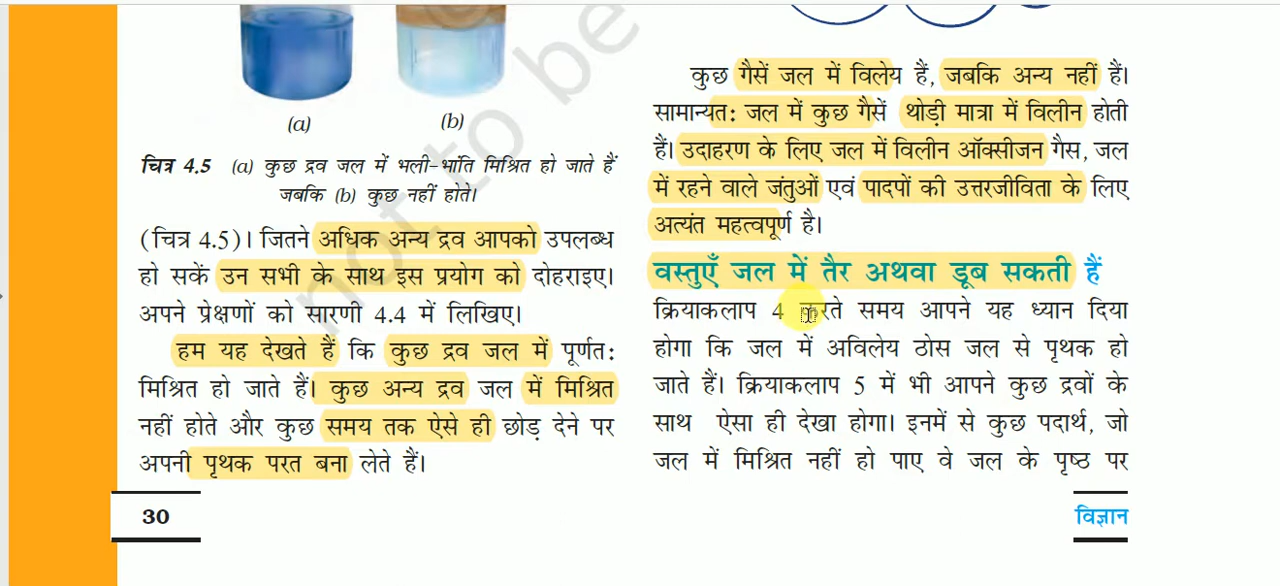 (a)
(b)
चित्र 4.5 (a) कुछ द्रव जल में भली-भांति मिश्रित हो जाते हैं
जबकि (b) कुछ नहीं होते।
(चित्र 4.5)। जितने अधिक अन्य द्रव आपको उपलब्ध
हो सकें उन सभी के साथ इस प्रयोग को दोहराइए।
अपने प्रेक्षणों को सारणी 4.4 में लिखिए।
हम यह देखते हैं कि कुछ द्रव जल में पूर्णत:
मिश्रित हो जाते हैं। कुछ अन्य द्रव जल में मिश्रित
नहीं होते और कुछ समय तक ऐसे ही छोड़ देने पर
अपनी पृथक परत बना लेते हैं।
30
कुछ गैसें जल में विलेय हैं, जबकि अन्य नहीं हैं।
सामान्यत: जल में कुछ गैसें थोड़ी मात्रा में विलीन होती
हैं। उदाहरण के लिए जल में विलीन ऑक्सीजन गैस, जल
में रहने वाले जंतुओं एवं पादपों की उत्तरजीविता के लिए
अत्यंत महत्वपूर्ण है।
वस्तुएँ जल में तैर अथवा डूब सकती हैं
क्रियाकलाप 4 करते समय आपने यह ध्यान दिया
होगा कि जल में अविलेय ठोस जल से पृथक हो
जाते हैं। क्रियाकलाप 5 में भी आपने कुछ द्रवों के
साथ ऐसा ही देखा होगा। इनमें से कुछ पदार्थ, जो
जल में मिश्रित नहीं हो पाए वे जल के पृष्ठ पर
विज्ञान
not to be